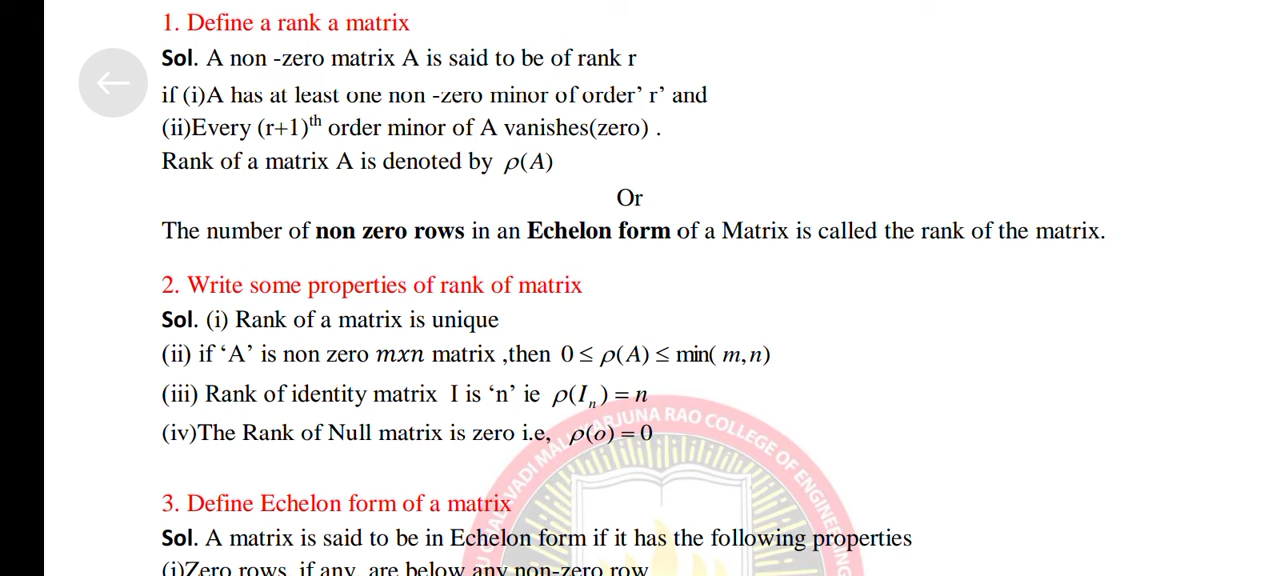 1. Define a rank a matrix
Sol. A non -zero matrix A is said to be of rank r
if (i)A has at least one non -zero minor of order’ r’ and
(ii)Every (r+1)th order minor of A vanishes(zero) .
Rank of a matrix A is denoted by ρ(A)
Or
The number of non zero rows in an Echelon form of a Matrix is called the rank of the matrix.
2. Write some properties of rank of matrix
Sol. (i) Rank of a matrix is unique
(ii) if ‘A’ is non zero mxn matrix ,then 0 ≤ ρ(A) ≤ min( m,n)
(iii) Rank of identity matrix I is ‘n’ ie ρ(In) = n
(iv)The Rank of Null matrix is zero i.e, ρ(o) = 0
3. Define Echelon form of a matrix
Sol. A matrix is said to be in Echelon form if it has the following properties
(i)Zero rows, if any, are below any non-zero row
ARJUNA RAO COLLEGE OF ENGINEERING